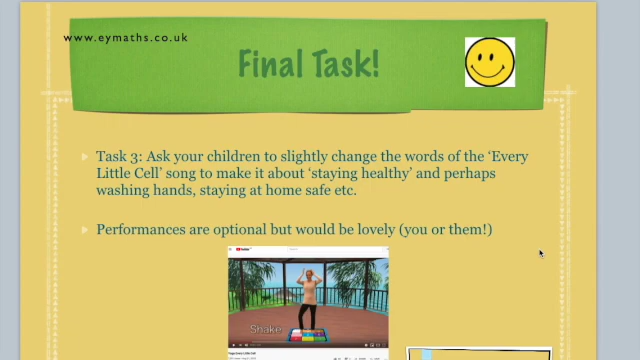 www.eymaths.co.uk
Final Task!
Task 3: Ask your children to slightly change the words of the ‘Every
Little Cell’ song to make it about ‘staying healthy’ and perhaps
washing hands, staying at home safe etc.
Performances are optional but would be lovely (you or them!)
Shake